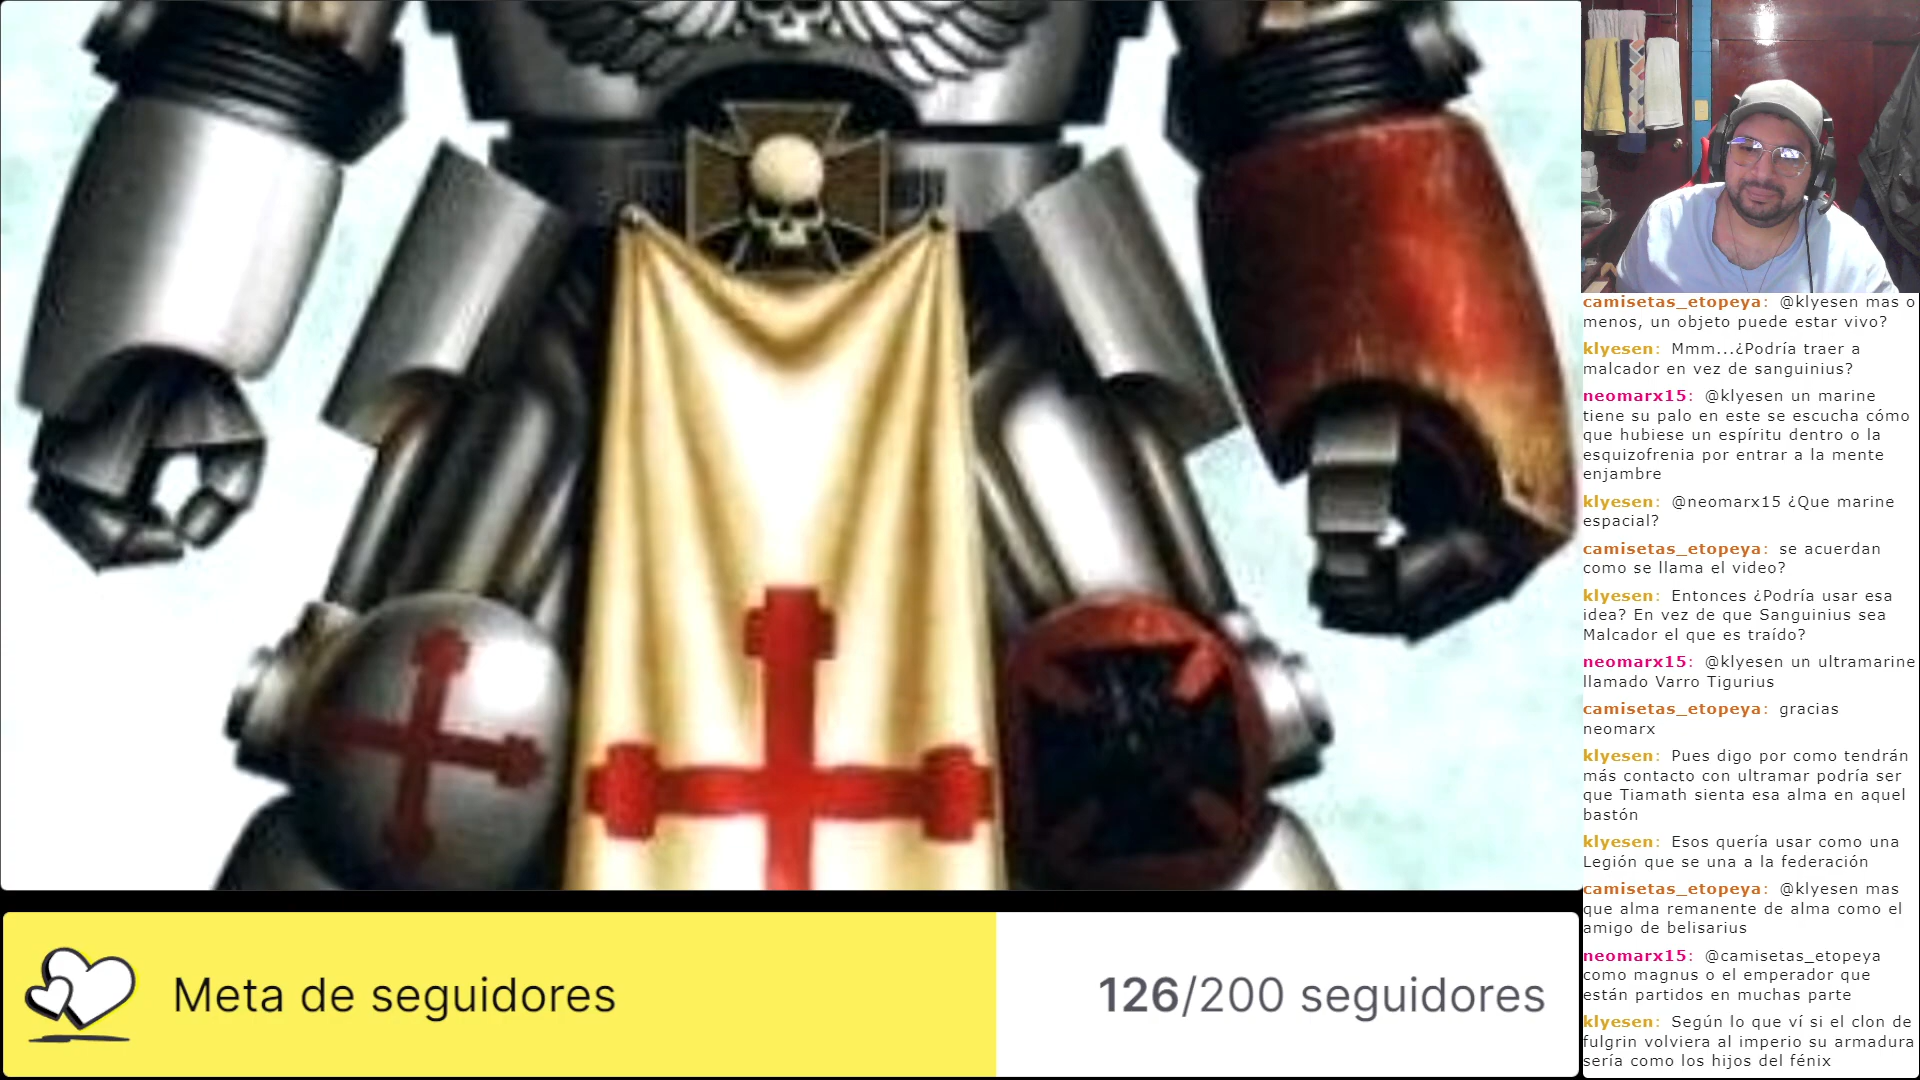 camisetas_etopeya: @klyesen mas o
menos, un objeto puede estar vivo?
klyesen: Mmm...¿Podría traer a
malcador en vez de sanguinius?
neomarx15: @klyesen un marine
tiene su palo en este se escucha cómo
que hubiese un espíritu dentro o la
esquizofrenia por entrar a la mente
enjambre
klyesen: @neomarx15 ¿Que marine
espacial?
camisetas_etopeya: se acuerdan
como se llama el video?
klyesen: Entonces ¿Podría usar esa
idea? En vez de que Sanguinius sea
Malcador el que es traído?
neomarx15: @klyesen un ultramarine
llamado Varro Tigurius
camisetas_etopeya: gracias
neomarx
klyesen: Pues digo por como tendrán
más contacto con ultramar podría ser
que Tiamath sienta esa alma en aquel
bastón
klyesen: Esos quería usar como una
Legión que se una a la federación
camisetas_etopeya: @klyesen mas
que alma remanente de alma como el
amigo de belisarius
neomarx15: @camisetas_etopeya
como magnus o el emperador que
están partidos en muchas parte
klyesen: Según lo que ví si el clon de
fulgrin volviera al imperio su armadura
sería como los hijos del fénix
Meta de seguidores
126/200 seguidores